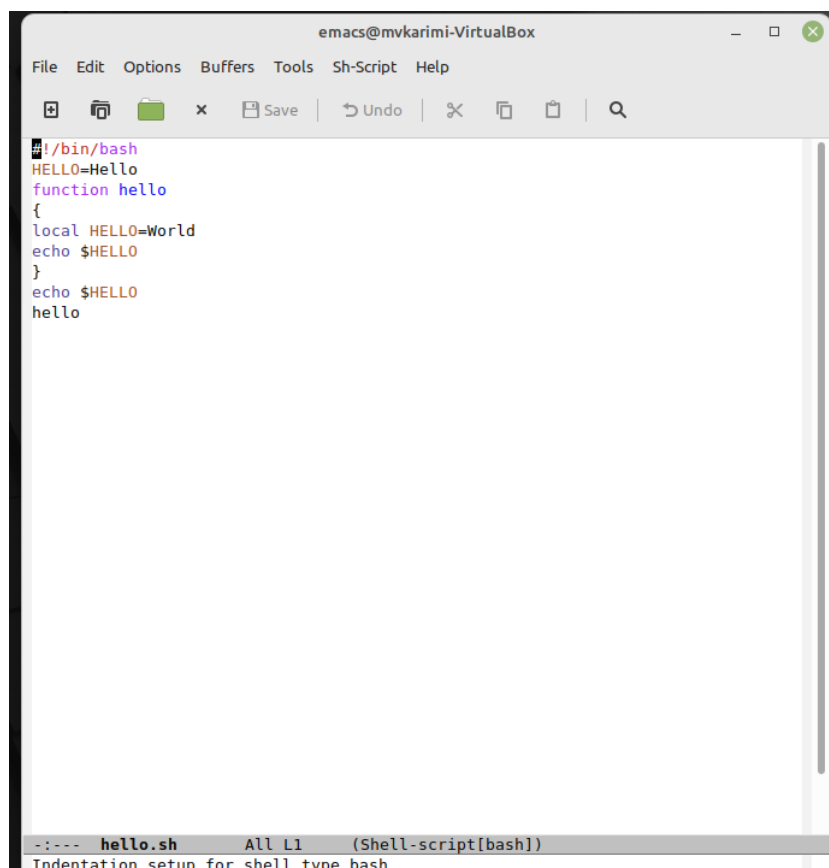 emacs@mvkarimi-VirtualBox
File Edit Options Buffers Tools Sh-Script Help
Save Undo
#!/bin/bash
HELLO=Hello
function hello
{
local HELLO=World
echo $HELLO
}
echo $HELLO
hello
-:--- hello.sh All L1 (Shell-script[bash])
Indentation setup for shell type bash